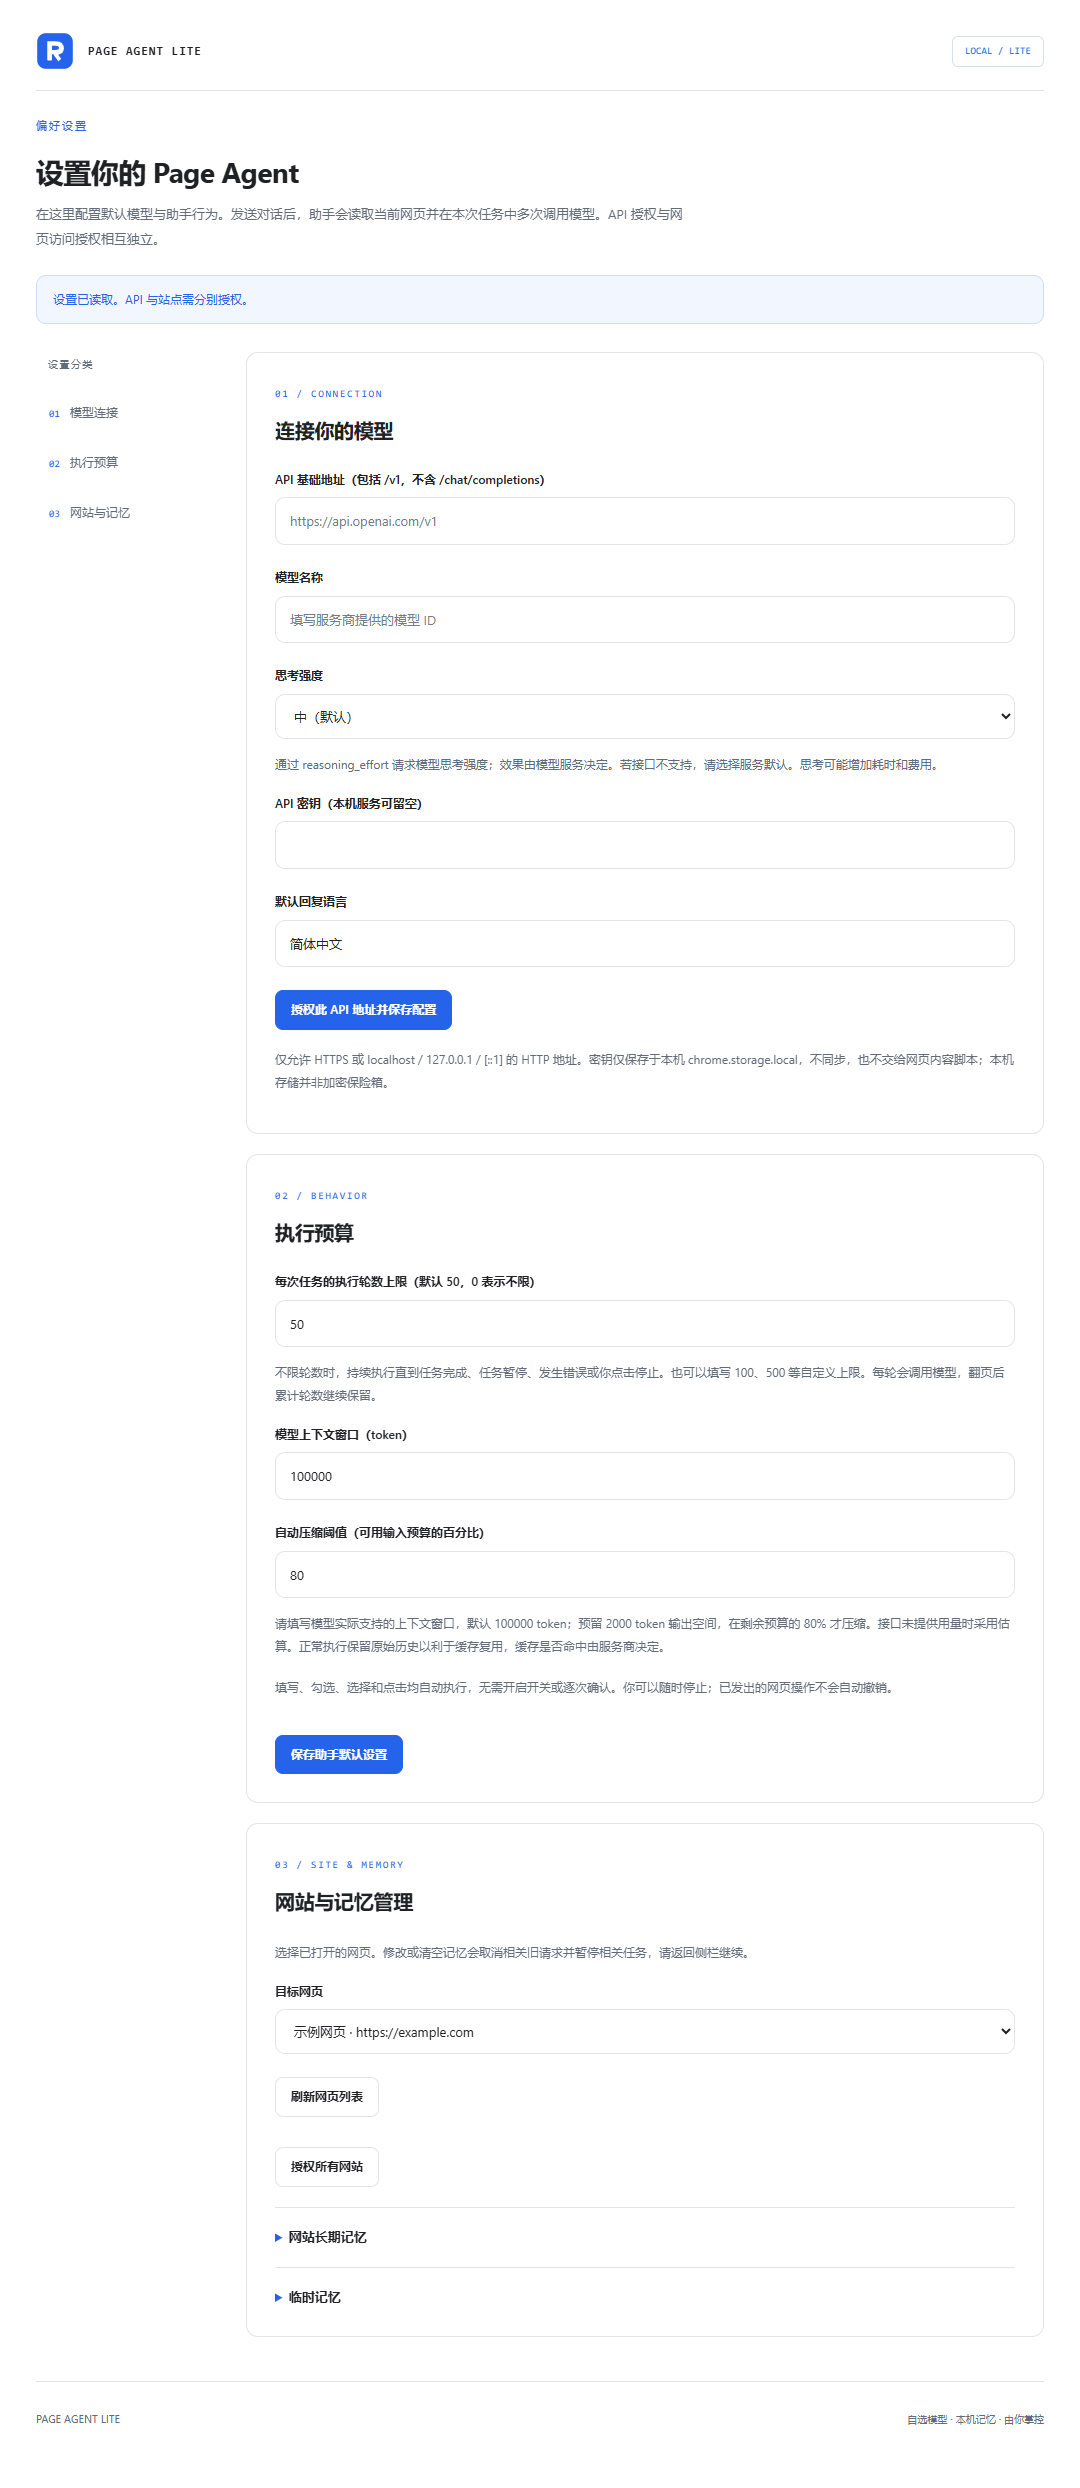 R PAGE AGENT LITE
LOCAL / LITE
偏好设置
设置你的 Page Agent
在这里配置默认模型与助手行为。发送对话后，助手会读取当前网页并在本次任务中多次调用模型。API 授权与网
页访问授权相互独立。
设置已读取。API 与站点需分别授权。
设置分类
01 模型连接
02 执行预算
03 网站与记忆
01 / CONNECTION
连接你的模型
API 基础地址（包括 /v1，不含 /chat/completions）
https://api.openai.com/v1
模型名称
填写服务商提供的模型 ID
思考强度
中（默认）
通过 reasoning_effort 请求模型思考强度；效果由模型服务决定。若接口不支持，请选择服务默认。思考可能增加耗时和费用。
API 密钥（本机服务可留空）
默认回复语言
简体中文
授权此 API 地址并保存配置
仅允许 HTTPS 或 localhost / 127.0.0.1 / [::1] 的 HTTP 地址。密钥仅保存于本机 chrome.storage.local，不同步，也不交给网页内容脚本；本机
存储并非加密保险箱。
02 / BEHAVIOR
执行预算
每次任务的执行轮数上限（默认 50，0 表示不限）
50
不限轮数时，持续执行直到任务完成、任务暂停、发生错误或你点击停止。也可以填写 100、500 等自定义上限。每轮会调用模型，翻页后
累计轮数继续保留。
模型上下文窗口（token）
100000
自动压缩阈值（可用输入预算的百分比）
80
请填写模型实际支持的上下文窗口，默认 100000 token；预留 2000 token 输出空间，在剩余预算的 80% 才压缩。接口未提供用量时采用估
算。正常执行保留原始历史以利于缓存复用，缓存是否命中由服务商决定。
填写、勾选、选择和点击均自动执行，无需开启开关或逐次确认。你可以随时停止；已发出的网页操作不会自动撤销。
保存助手默认设置
03 / SITE & MEMORY
网站与记忆管理
选择已打开的网页。修改或清空记忆会取消相关旧请求并暂停相关任务，请返回侧栏继续。
目标网页
示例网页 · https://example.com
刷新网页列表
授权所有网站
网站长期记忆
临时记忆
PAGE AGENT LITE
自选模型 · 本机记忆 · 由你掌控